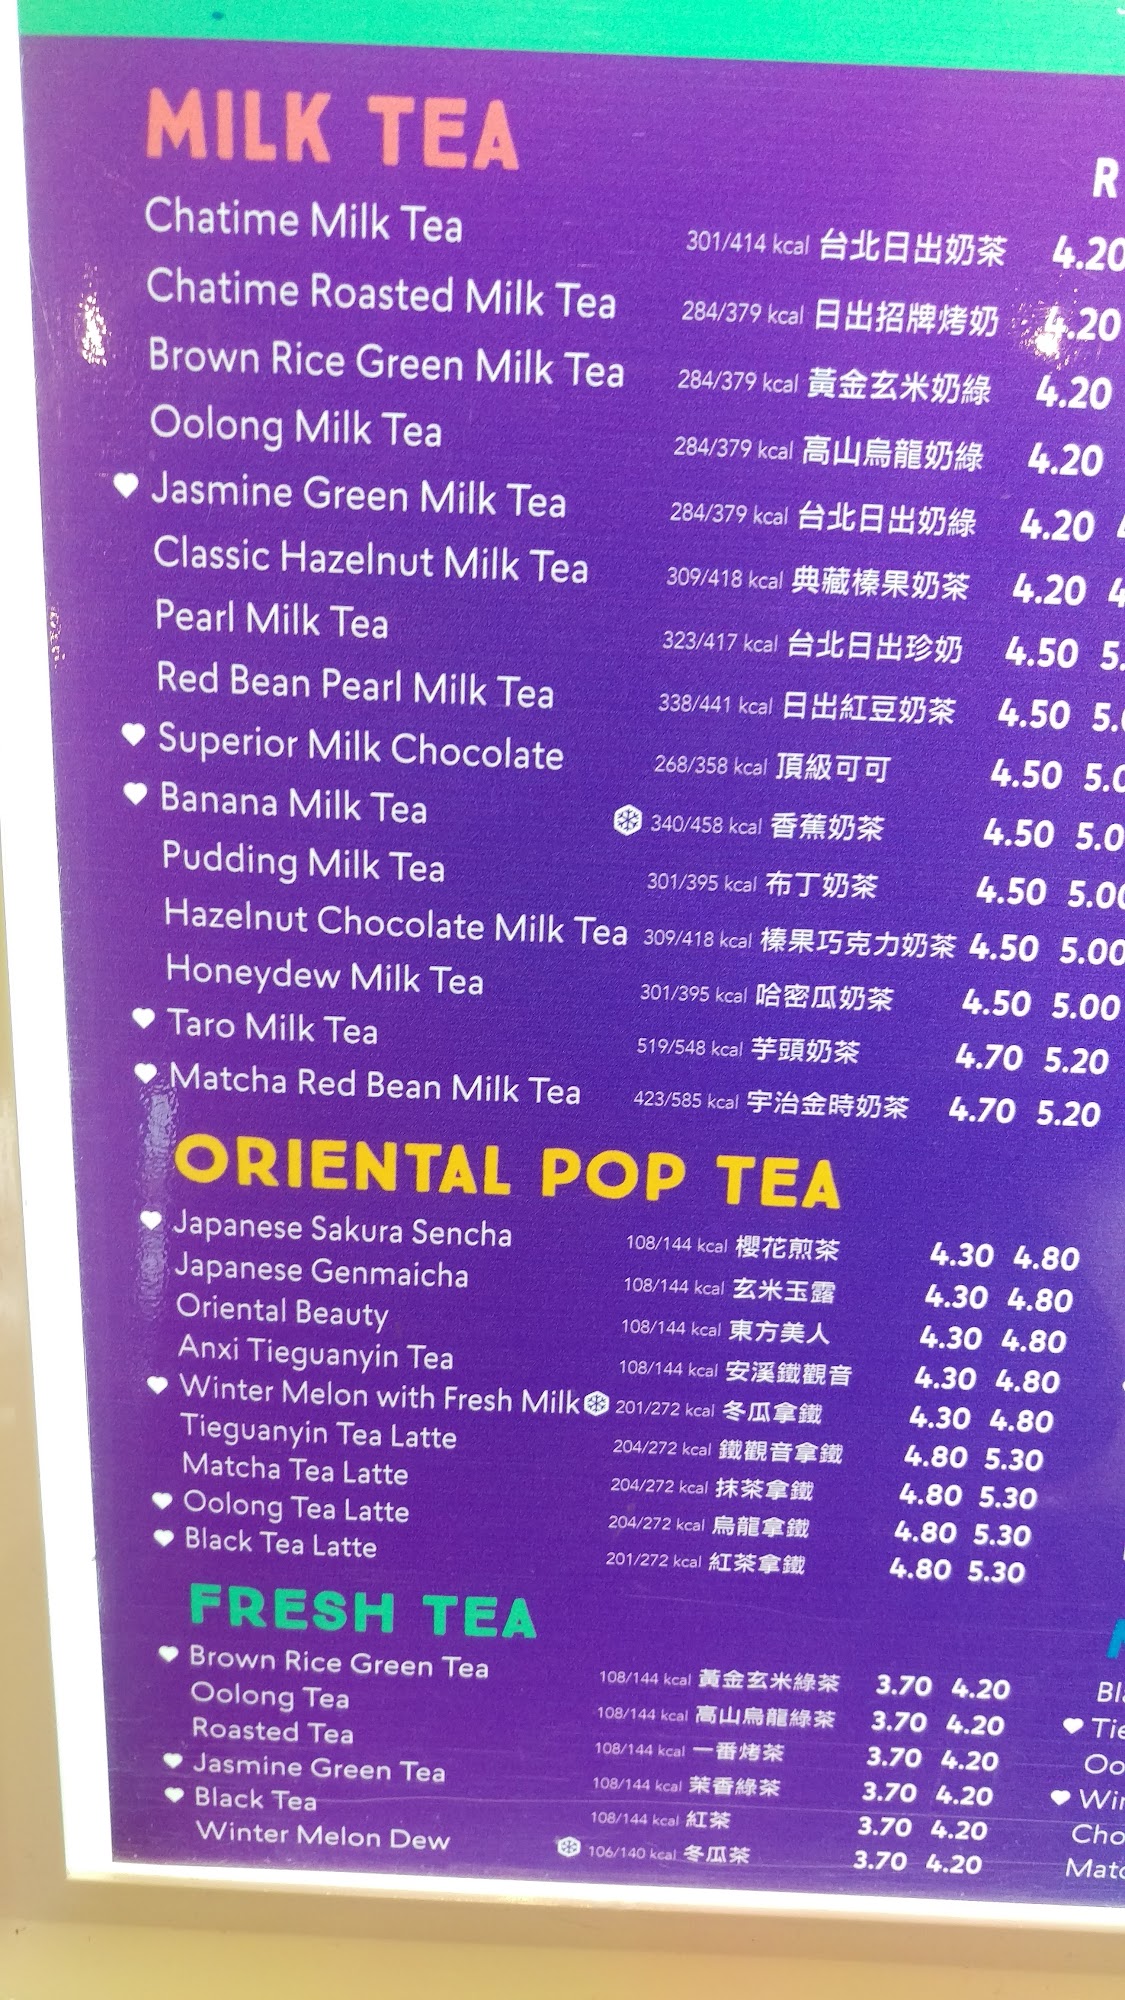 MILK TEA
R
Chatime Milk Tea 301/414 kcal 台北日出奶茶 4.20
Chatime Roasted Milk Tea 284/379 kcal 日出招牌烤奶 4.20
Brown Rice Green Milk Tea 284/379 kcal 黃金玄米奶綠 4.20
Oolong Milk Tea 284/379 kcal 高山烏龍奶綠 4.20
Jasmine Green Milk Tea 284/379 kcal 台北日出奶綠 4.20
Classic Hazelnut Milk Tea 309/418 kcal 典藏榛果奶茶 4.20 4
Pearl Milk Tea 323/417 kcal 台北日出珍奶 4.50 5.
Red Bean Pearl Milk Tea 338/441 kcal 日出紅豆奶茶 4.50 5.0
Superior Milk Chocolate 268/358 kcal 頂級可可 4.50 5.0
Banana Milk Tea 340/458 kcal 香蕉奶茶 4.50 5.0
Pudding Milk Tea 301/395 kcal 布丁奶茶 4.50 5.00
Hazelnut Chocolate Milk Tea 309/418 kcal 榛果巧克力奶茶 4.50 5.00
Honeydew Milk Tea 301/395 kcal 哈密瓜奶茶 4.50 5.00
Taro Milk Tea 519/548 kcal 芋頭奶茶 4.70 5.20
Matcha Red Bean Milk Tea 423/585 kcal 宇治金時奶茶 4.70 5.20
ORIENTAL POP TEA
Japanese Sakura Sencha 108/144 kcal 櫻花煎茶 4.30 4.80
Japanese Genmaicha 108/144 kcal 玄米玉露 4.30 4.80
Oriental Beauty 108/144 kcal 東方美人 4.30 4.80
Anxi Tieguanyin Tea 108/144 kcal 安溪鐵觀音 4.30 4.80
Winter Melon with Fresh Milk 201/272 kcal 冬瓜拿鐵 4.30 4.80
Tieguanyin Tea Latte 204/272 kcal 鐵觀音拿鐵 4.80 5.30
Matcha Tea Latte 204/272 kcal 抹茶拿鐵 4.80 5.30
Oolong Tea Latte 204/272 kcal 烏龍拿鐵 4.80 5.30
Black Tea Latte 201/272 kcal 紅茶拿鐵 4.80 5.30
FRESH TEA
Brown Rice Green Tea 108/144 kcal 黃金玄米綠茶 3.70 4.20
Oolong Tea 108/144 kcal 高山烏龍綠茶 3.70 4.20
Roasted Tea 108/144 kcal 一番烤茶 3.70 4.20
Jasmine Green Tea 108/144 kcal 茉香綠茶 3.70 4.20
Black Tea 108/144 kcal 紅茶 3.70 4.20
Winter Melon Dew 106/140 kcal 冬瓜茶 3.70 4.20
Bl
Tie
Oo
Win
Cho
Matc